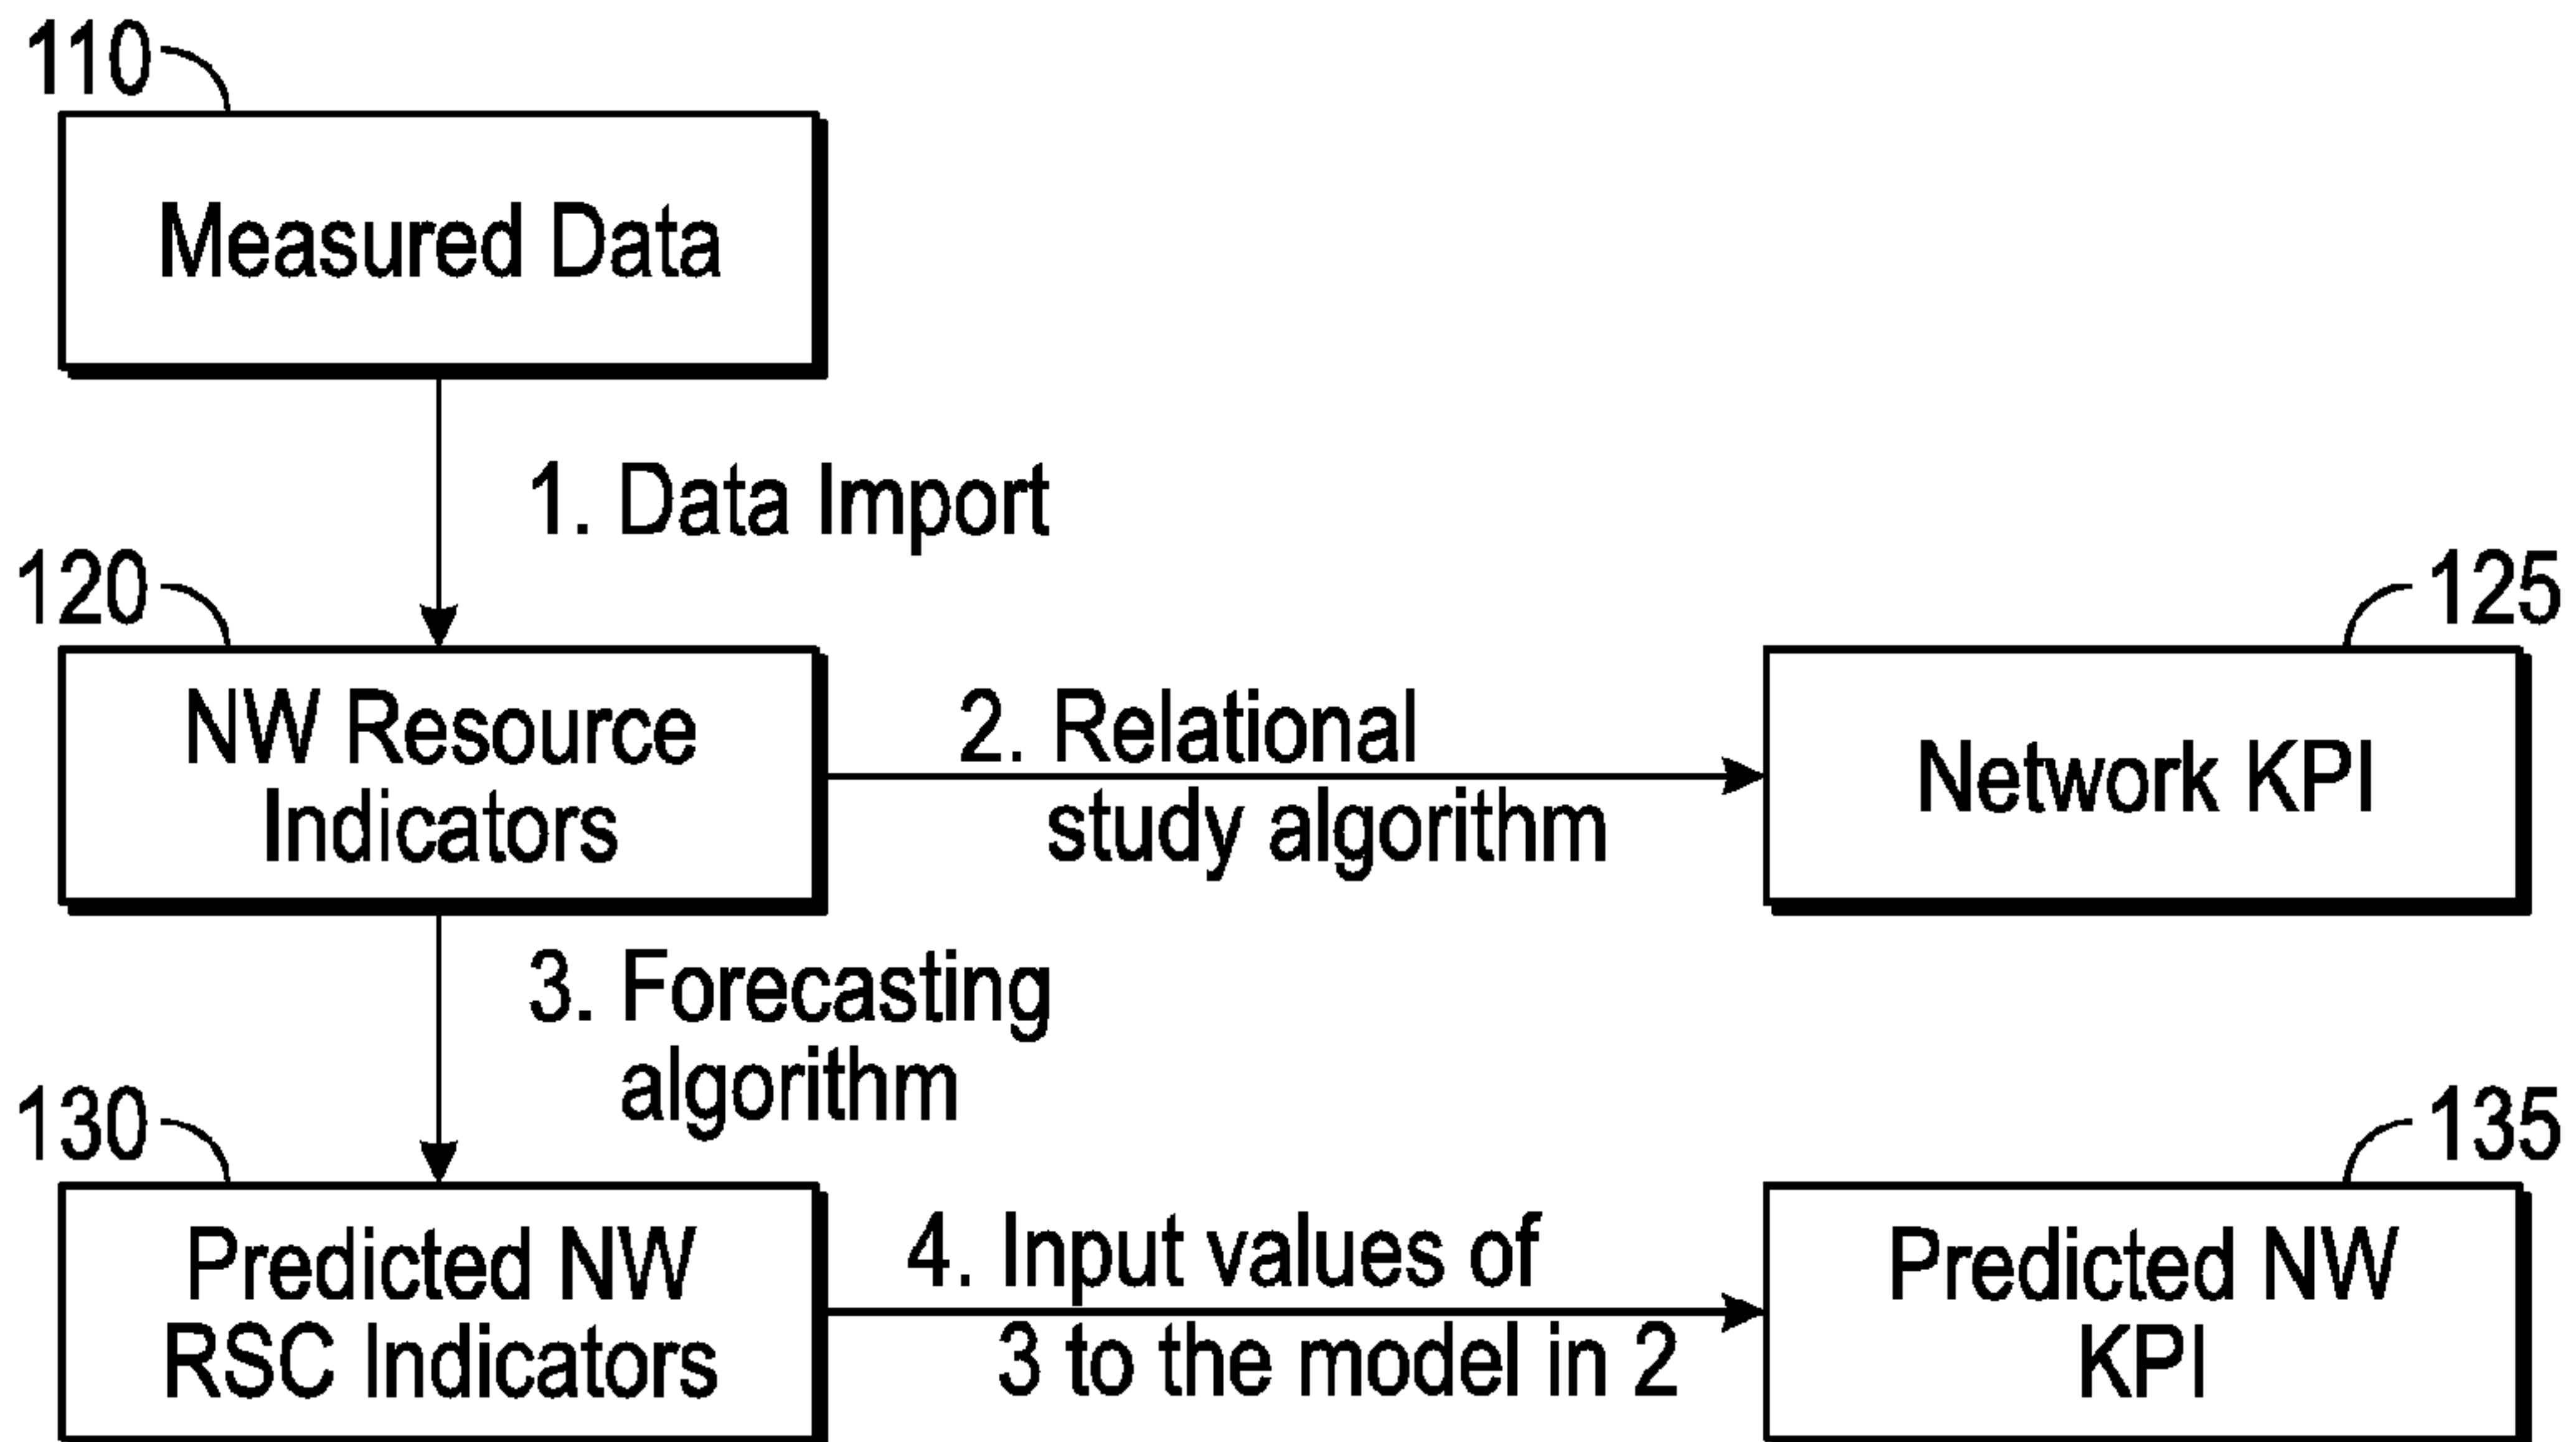 110
Measured Data
1. Data Import
120
125
NW Resource
Indicators
2. Relational
study algorithm
Network KPI
3. Forecasting
algorithm
130
135
Predicted NW
RSC Indicators
4. Input values of
3 to the model in 2
Predicted NW
KPI